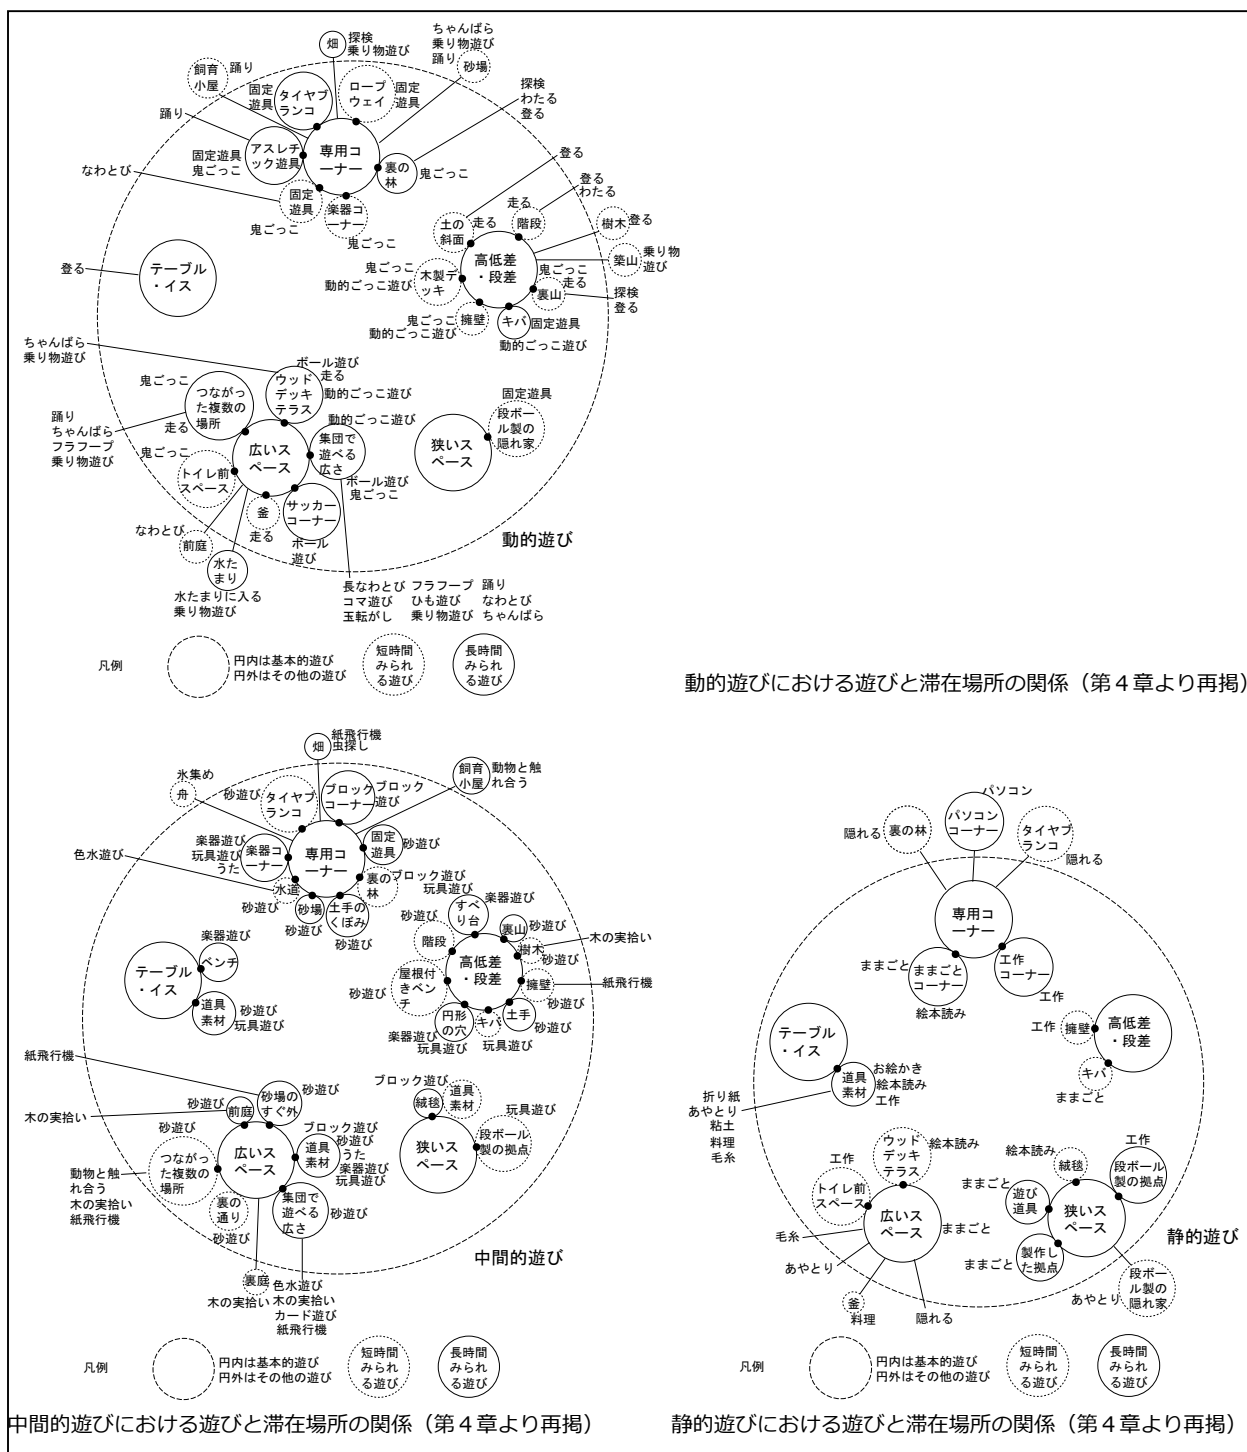 畑
探検
乗り物遊び
ちゃんばら
乗り物遊び
踊り
砂場
飼育
小屋
踊り
固定
遊具
タイヤブ
ランコ
ロープ
ウェイ
固定
遊具
探検
わたる
登る
踊り
専用コ
ーナー
固定遊具
鬼ごっこ
アスレチ
ック遊具
裏の
林
鬼ごっこ
なわとび
固定
遊具
鬼ごっこ
楽器コ
ーナー
鬼ごっこ
登る
登る
わたる
土の
斜面
走る
走る
階段
樹木
登る
築山
乗り物
遊び
高低差
・段差
鬼ごっこ
動的ごっこ遊び
木製デ
ッキ
鬼ごっこ
走る
裏山
探検
登る
鬼ごっこ
動的ごっこ遊び
擁壁
キバ
固定遊具
動的ごっこ遊び
登る
テーブル
・イス
ちゃんばら
乗り物遊び
ボール遊び
走る
動的ごっこ遊び
ウッド
デッキ
テラス
鬼ごっこ
つながっ
た複数の
場所
走る
踊り
ちゃんばら
フラフープ
乗り物遊び
動的ごっこ遊び
集団で
遊べる
広さ
広いス
ペース
ボール遊び
鬼ごっこ
鬼ごっこ
トイレ前
スペース
釜
走る
サッカー
コーナー
ボール
遊び
なわとび
前庭
水た
まり
水たまりに入る
乗り物遊び
固定遊具
段ボー
ル製の
隠れ家
狭いス
ペース
動的遊び
長なわとび フラフープ 踊り
コマ遊び ひも遊び なわとび
玉転がし 乗り物遊び ちゃんばら
凡例
円内は基本的遊び
円外はその他の遊び
短時間
みられ
る遊び
長時間
みられ
る遊び
動的遊びにおける遊びと滞在場所の関係（第４章より再掲）
畑
紙飛行機
虫探し
氷集め
舟
砂遊び
タイヤブ
ランコ
ブロック
コーナー
ブロック
遊び
飼育
小屋
動物と触
れ合う
楽器遊び
玩具遊び
うた
楽器コ
ーナー
専用コ
ーナー
固定
遊具
砂遊び
色水遊び
水道
砂遊び
砂場
砂遊び
土手の
くぼみ
砂遊び
裏の
林
ブロック遊び
玩具遊び
すべ
り台
楽器遊び
砂遊び
階段
裏山
砂遊び
樹木
木の実拾い
砂遊び
高低差
・段差
屋根付
きベン
チ
砂遊び
擁壁
紙飛行機
砂遊び
円形
の穴
楽器遊び
玩具遊び
キバ
玩具遊び
土手
砂遊び
楽器遊び
ベンチ
テーブル
・イス
道具
素材
砂遊び
玩具遊び
紙飛行機
砂遊び
前庭
木の実拾い
砂場の
すぐ外
砂遊び
砂遊び
つながっ
た複数の
場所
広いス
ペース
道具
素材
ブロック遊び
砂遊び
うた
楽器遊び
玩具遊び
動物と触
れ合う
木の実拾い
紙飛行機
裏の
通り
砂遊び
集団で
遊べる
広さ
砂遊び
裏庭
木の実拾い
色水遊び
木の実拾い
カード遊び
紙飛行機
ブロック遊び
絨毯
道具
素材
玩具遊び
段ボール
製の拠点
狭いス
ペース
中間的遊び
凡例
円内は基本的遊び
円外はその他の遊び
短時間
みられ
る遊び
長時間
みられ
る遊び
中間的遊びにおける遊びと滞在場所の関係（第４章より再掲）
パソコン
パソコン
コーナー
裏の林
隠れる
タイヤブ
ランコ
隠れる
専用コ
ーナー
ままごと
ままごと
コーナー
絵本読み
工作
コーナー
工作
テーブル
・イス
道具
素材
お絵かき
絵本読み
工作
折り紙
あやとり
粘土
料理
毛糸
工作
擁壁
高低差
・段差
キバ
ままごと
ウッド
デッキ
テラス
絵本読み
工作
トイレ前
スペース
広いス
ペース
ままごと
毛糸
あやとり
釜
料理
隠れる
絵本読み
絨毯
工作
段ボール
製の拠点
ままごと
遊び
道具
狭いス
ペース
ままごと
製作し
た拠点
あやとり
段ボー
ル製の
隠れ家
静的遊び
凡例
円内は基本的遊び
円外はその他の遊び
短時間
みられ
る遊び
長時間
みられ
る遊び
静的遊びにおける遊びと滞在場所の関係（第４章より再掲）